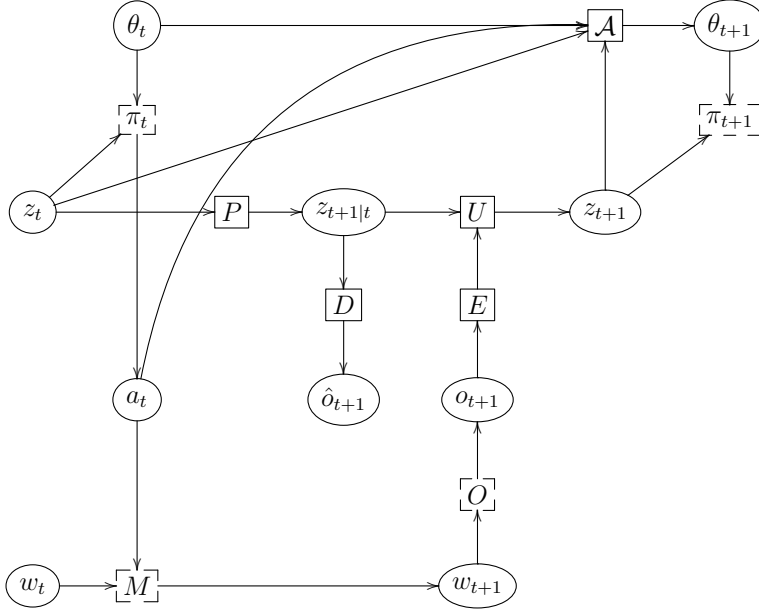 θ_t 𝒜 θ_{t+1}
π_t π_{t+1}
z_t P z_{t+1|t} U z_{t+1}
D E
a_t ô_{t+1} o_{t+1}
O
w_t M w_{t+1}